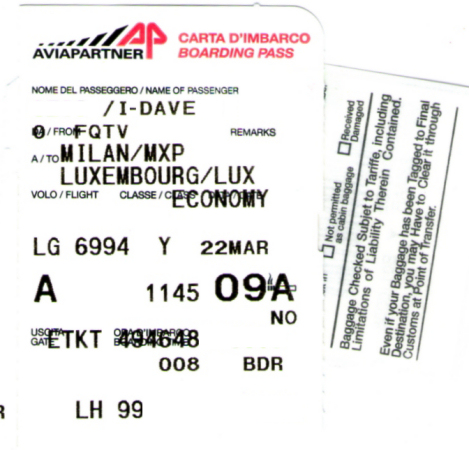 AVIAPARTNER
CARTA D'IMBARCO
BOARDING PASS
NOME DEL PASSEGGERO / NAME OF PASSENGER
/I-DAVE
DA / FROM
0 FQTV
REMARKS
A / TO MILAN/MXP
LUXEMBOURG/LUX
VOLO / FLIGHT CLASSE / CLASS
ECONOMY
LG 6994 Y 22MAR
A 1145 09A
NO
USCITA
GATE
ETKT 494648
008 BDR
R LH 99
Not permitted
as cabin baggage
Received
Damaged
Baggage Checked Subjet to Tariffe, including
Limitations of Liability Therein Contained.
Even if your Baggage has been Tagged to Final
Destination, you may Have to Clear it through
Customs at Point of Transfer.